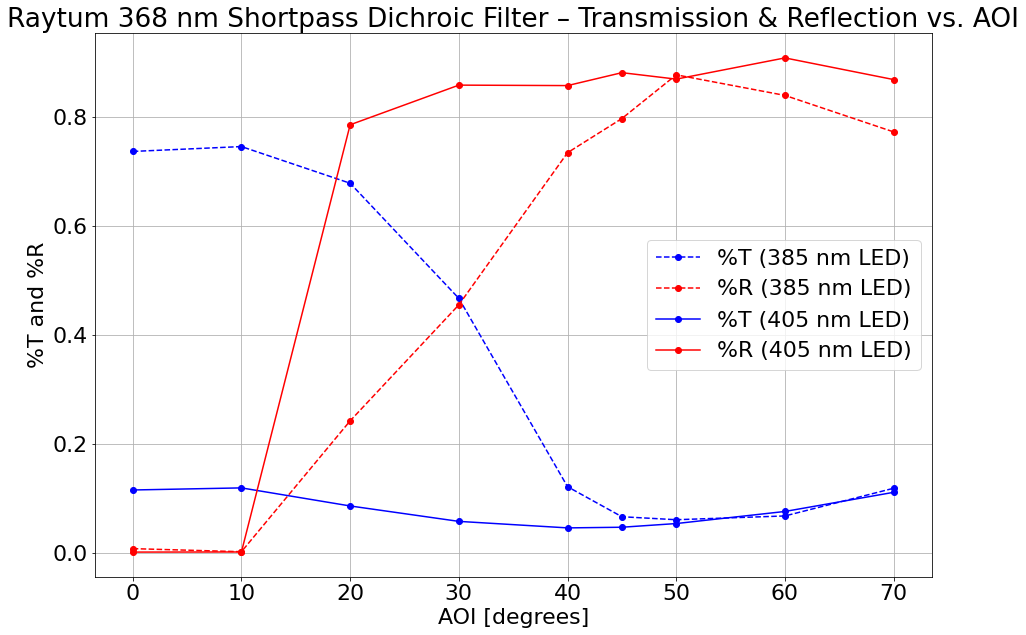 Raytum 368 nm Shortpass Dichroic Filter – Transmission & Reflection vs. AOI
%T and %R
0.8
0.6
0.4
0.2
0.0
%T (385 nm LED)
%R (385 nm LED)
%T (405 nm LED)
%R (405 nm LED)
0 10 20 30 40 50 60 70
AOI [degrees]